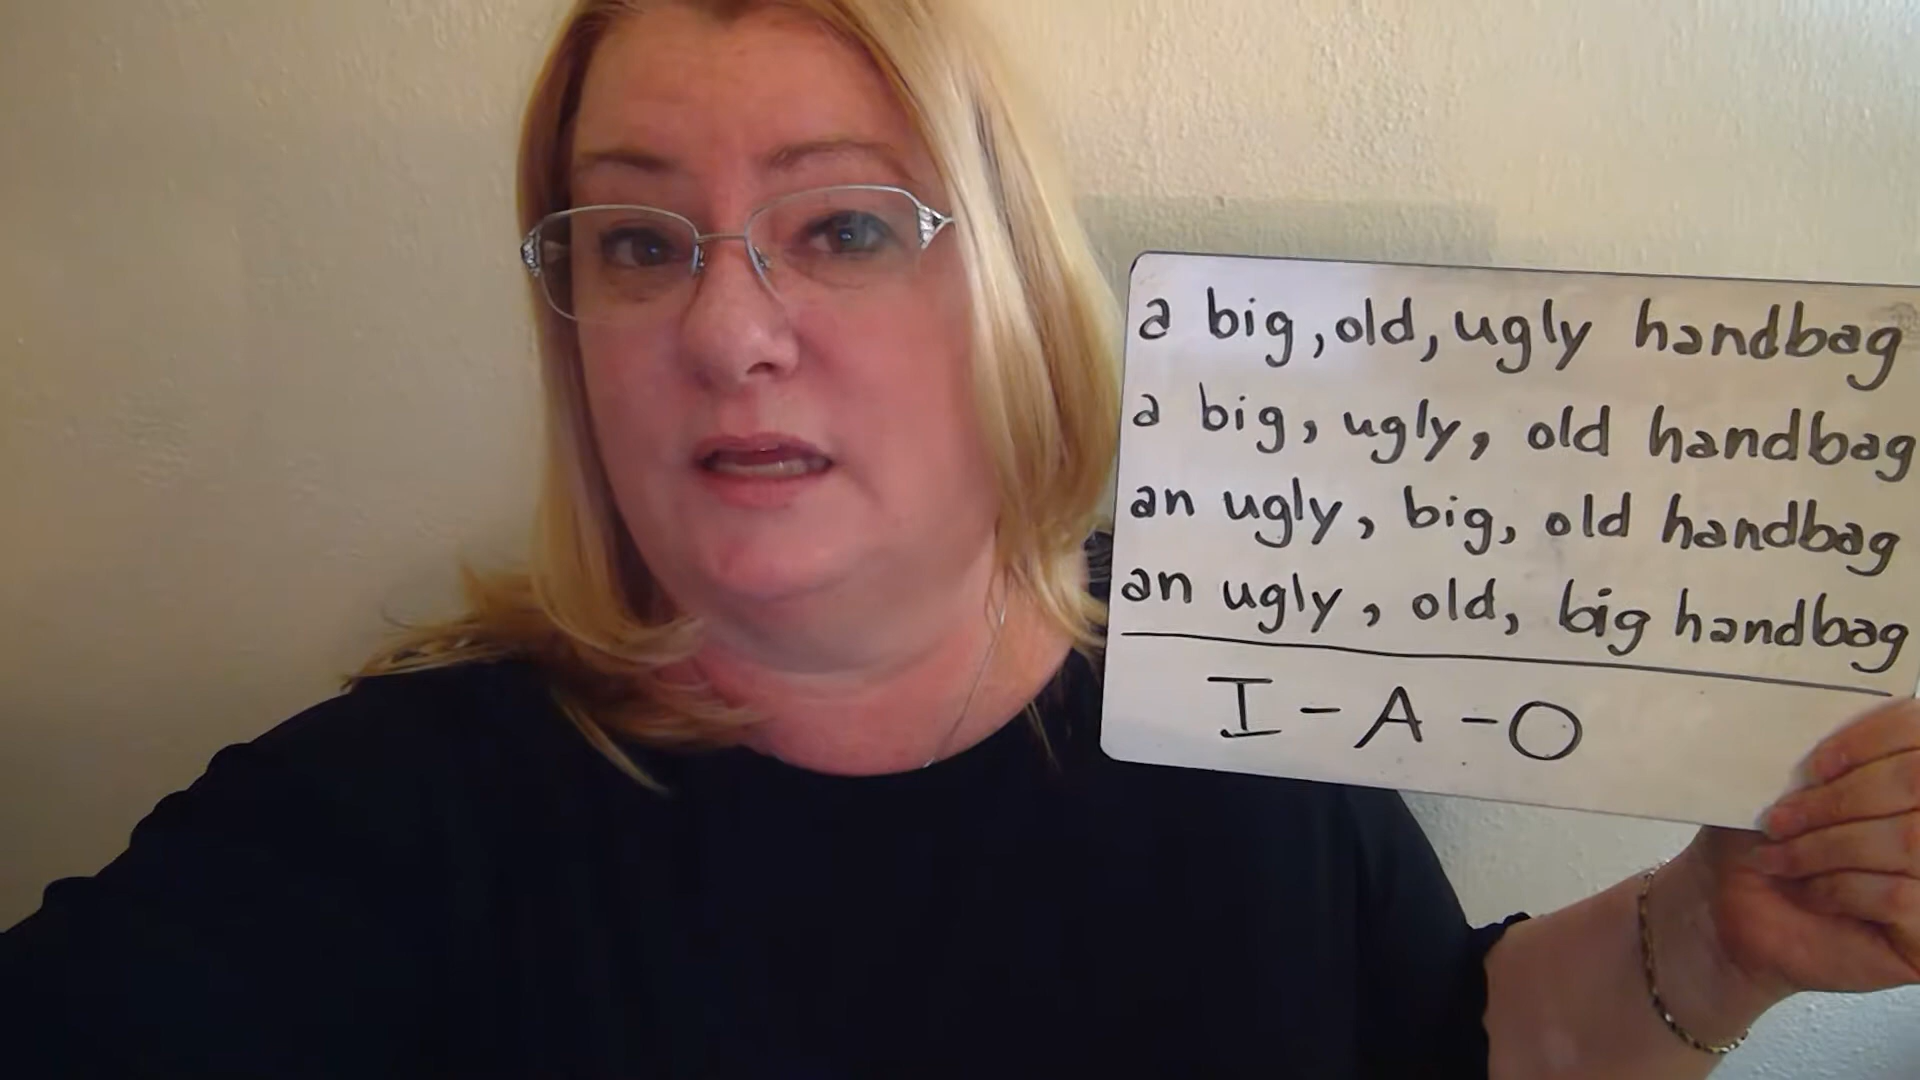 a big, old, ugly handbag
a big, ugly, old handbag
an ugly, big, old handbag
an ugly, old, big handbag
I - A - O